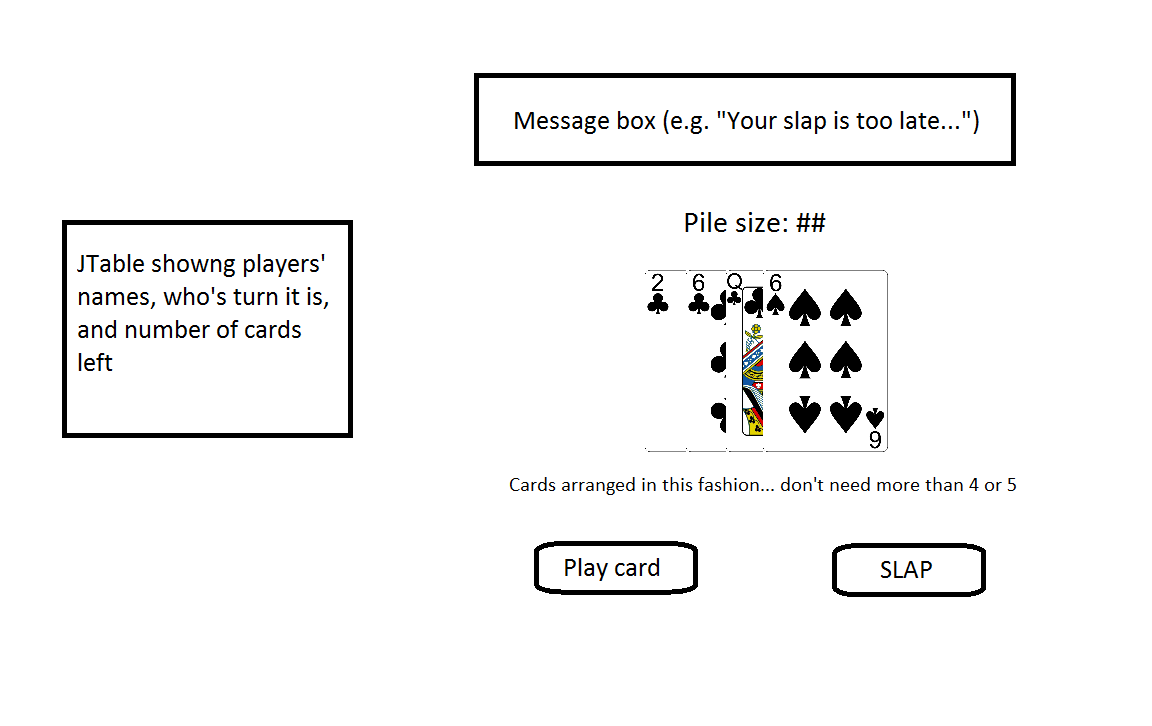 Message box (e.g. "Your slap is too late...")
Pile size: ##
JTable showng players'
names, who's turn it is,
and number of cards
left
2 6 Q 6
9
Cards arranged in this fashion... don't need more than 4 or 5
Play card
SLAP